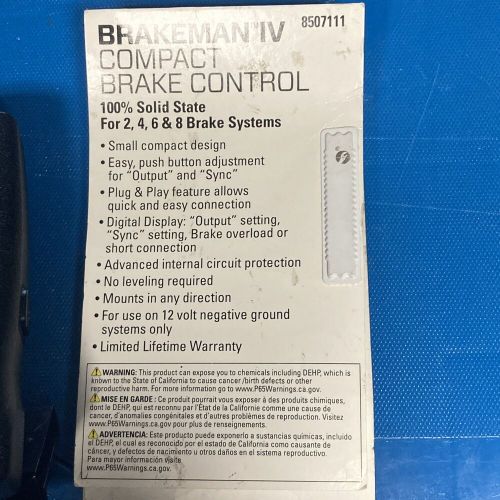 BRAKEMAN™IV 8507111
COMPACT
BRAKE CONTROL
100% Solid State
For 2, 4, 6 & 8 Brake Systems
• Small compact design
• Easy, push button adjustment
for "Output" and "Sync"
• Plug & Play feature allows
quick and easy connection
• Digital Display: "Output" setting,
"Sync" setting, Brake overload or
short connection
• Advanced internal circuit protection
• No leveling required
• Mounts in any direction
• For use on 12 volt negative ground
systems only
• Limited Lifetime Warranty
⚠WARNING: This product can expose you to chemicals including DEHP, which is
known to the State of California to cause cancer /birth defects or other
reproductive harm. For more information go to www.P65Warnings.ca.gov.
⚠MISE EN GARDE : Ce produit pourrait vous exposer à des produits chimiques,
dont le DEHP, qui est reconnu par l'État de la Californie comme une cause de
cancer, d'anomalies congénitales et d'autres problèmes de reproduction. Visitez
www.P65Warnings.ca.gov pour plus de renseignements.
⚠ADVERTENCIA: Este producto puede exponerlo a sustancias químicas, incluido
el DEHP, el cual es reconocido por el estado de California como causante de
cáncer, y defectos de nacimiento u otros daños en el sistema reproductivo.
Para mayor información visite
www.P65Warnings.ca.gov.